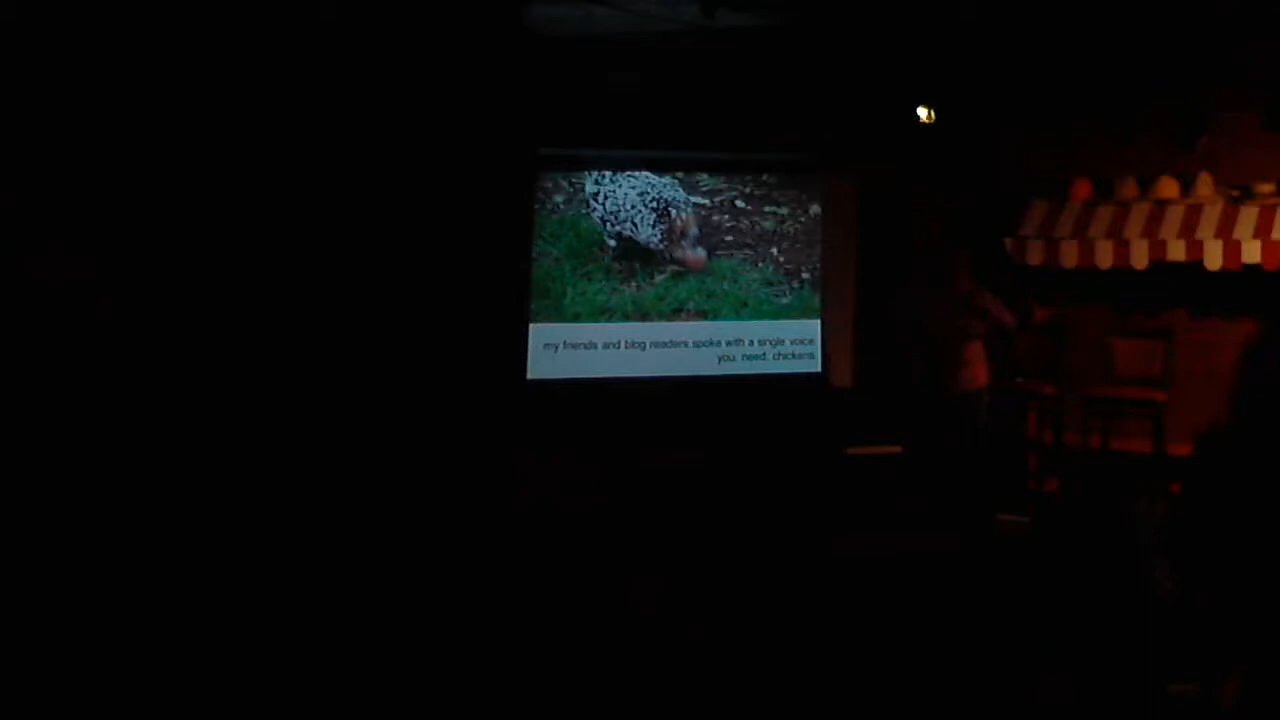 my friends and blog readers spoke with a single voice
you. need. chickens